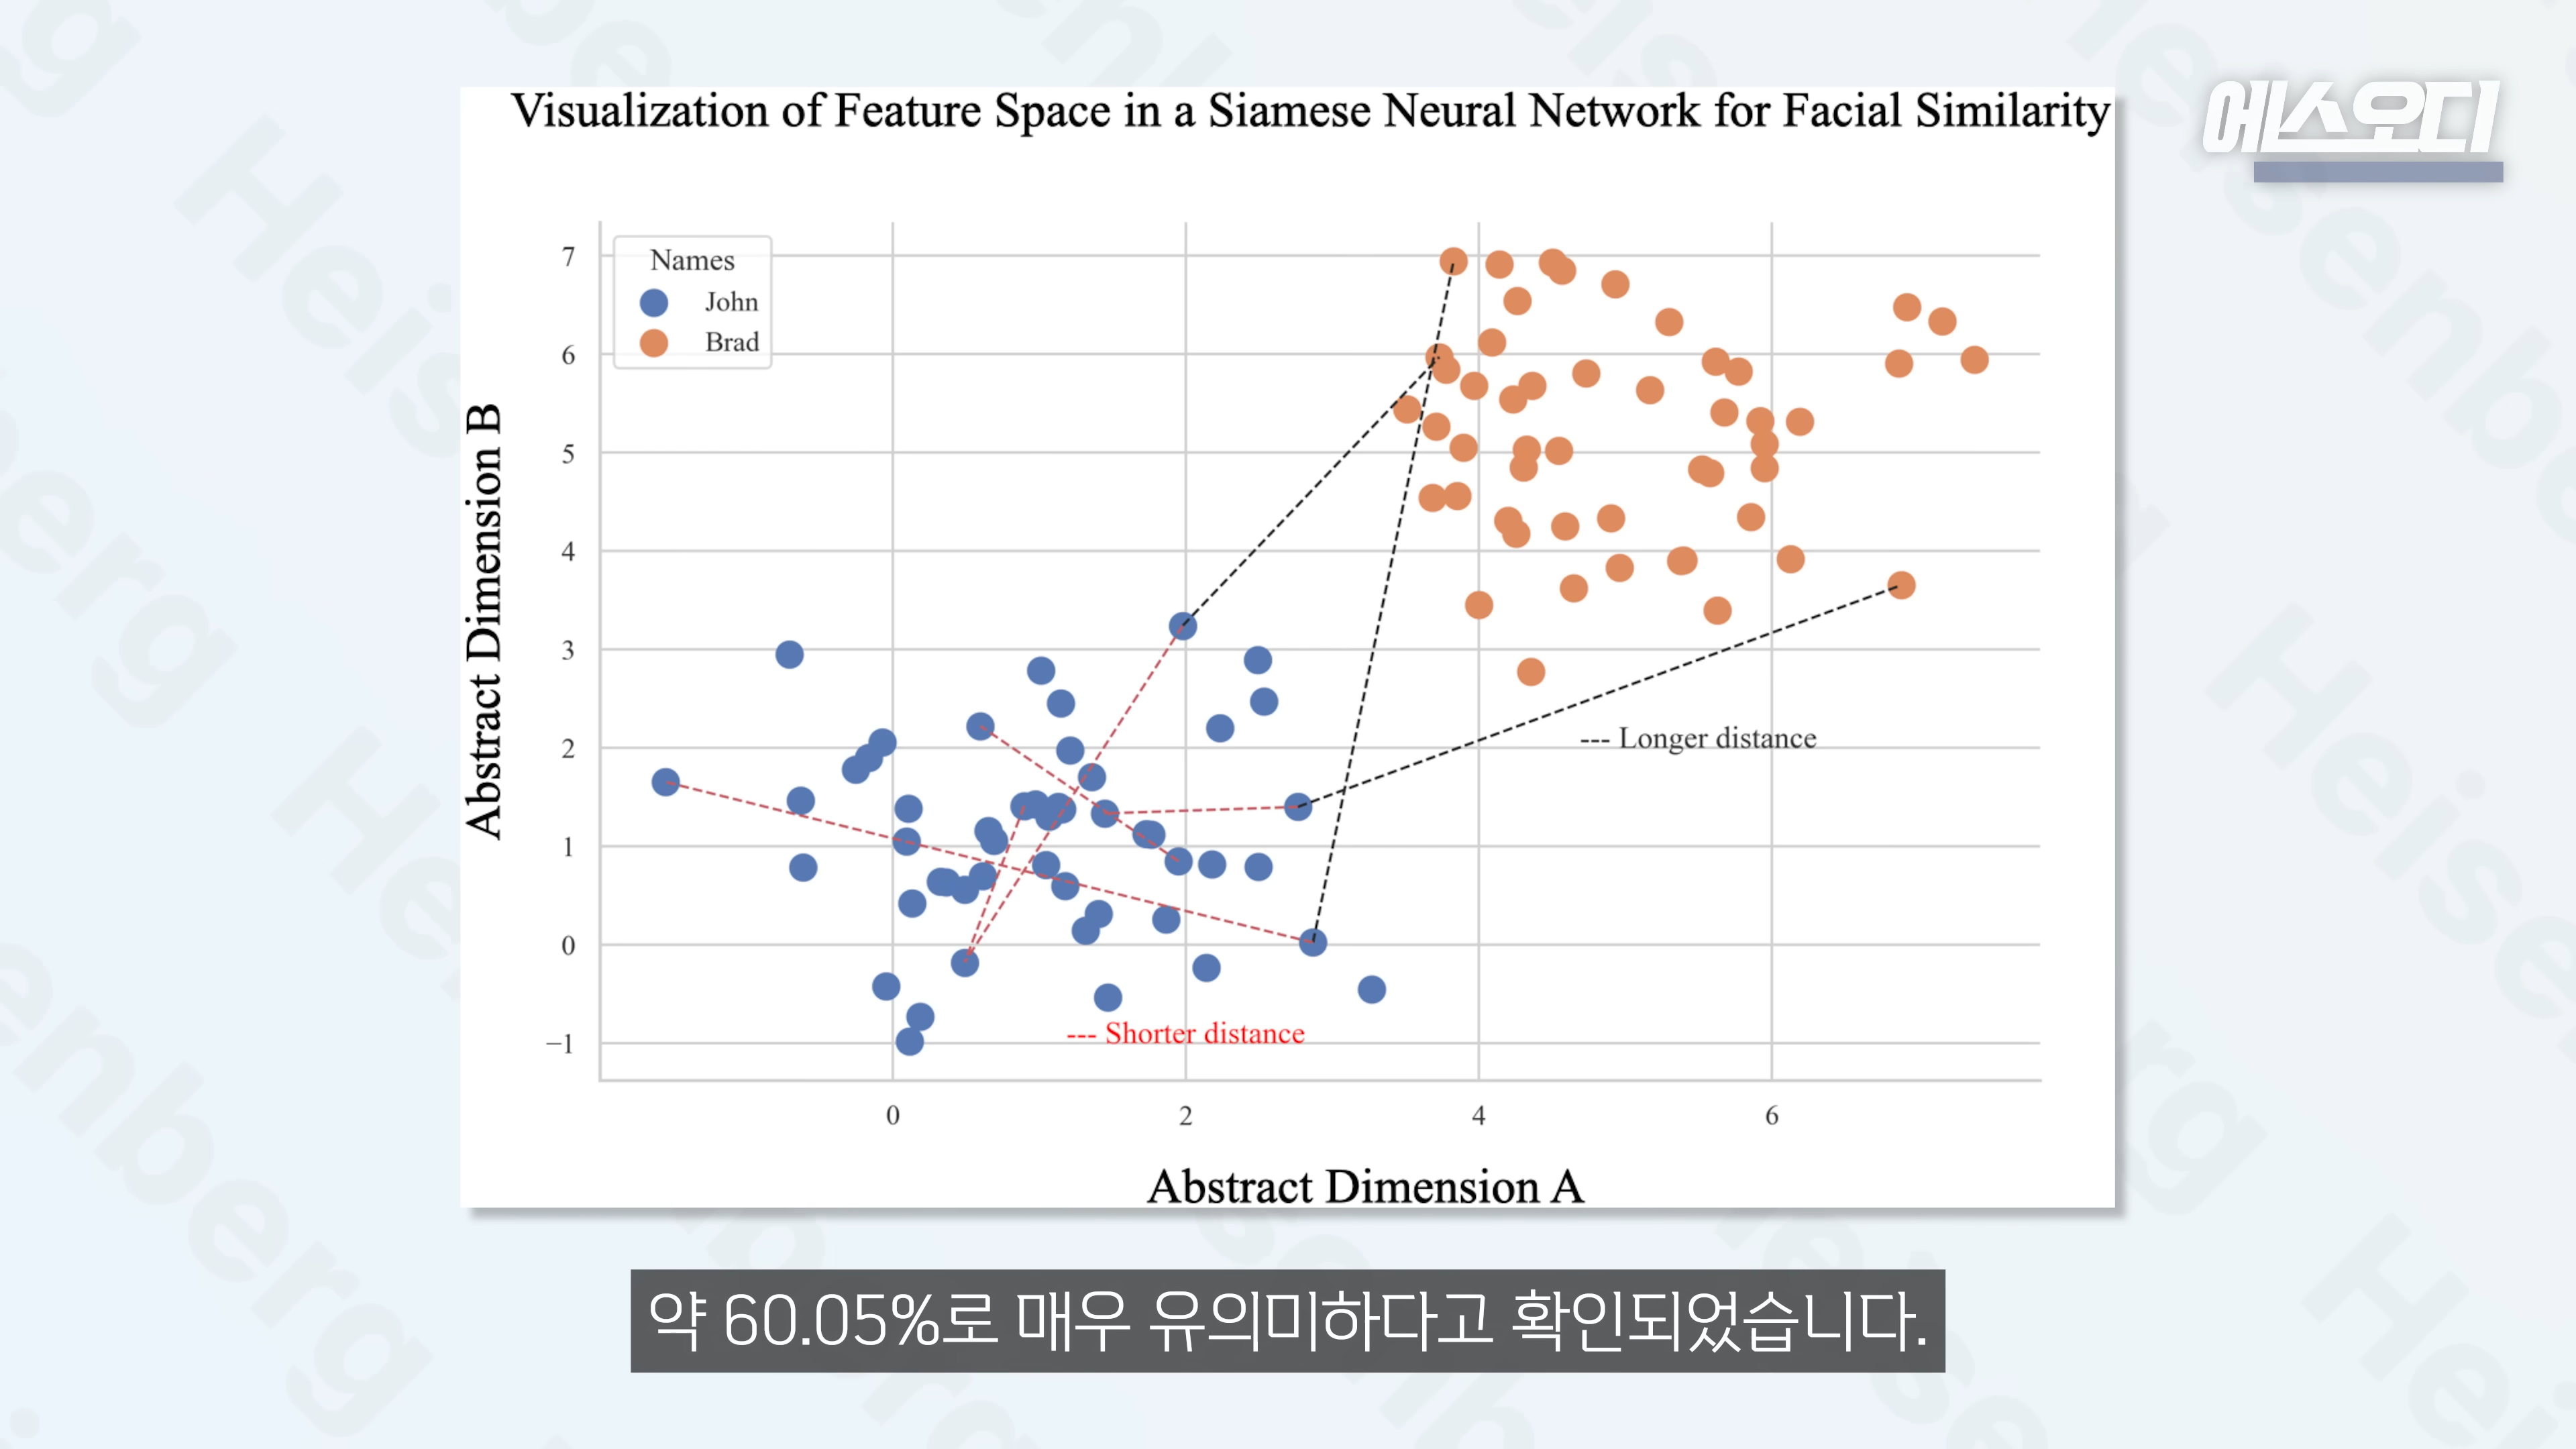 에스오디
Visualization of Feature Space in a Siamese Neural Network for Facial Similarity
Names
John
Brad
7
6
5
4
3
2
1
0
−1
Abstract Dimension B
--- Longer distance
--- Shorter distance
0 2 4 6
Abstract Dimension A
약 60.05%로 매우 유의미하다고 확인되었습니다.
Heisenberg